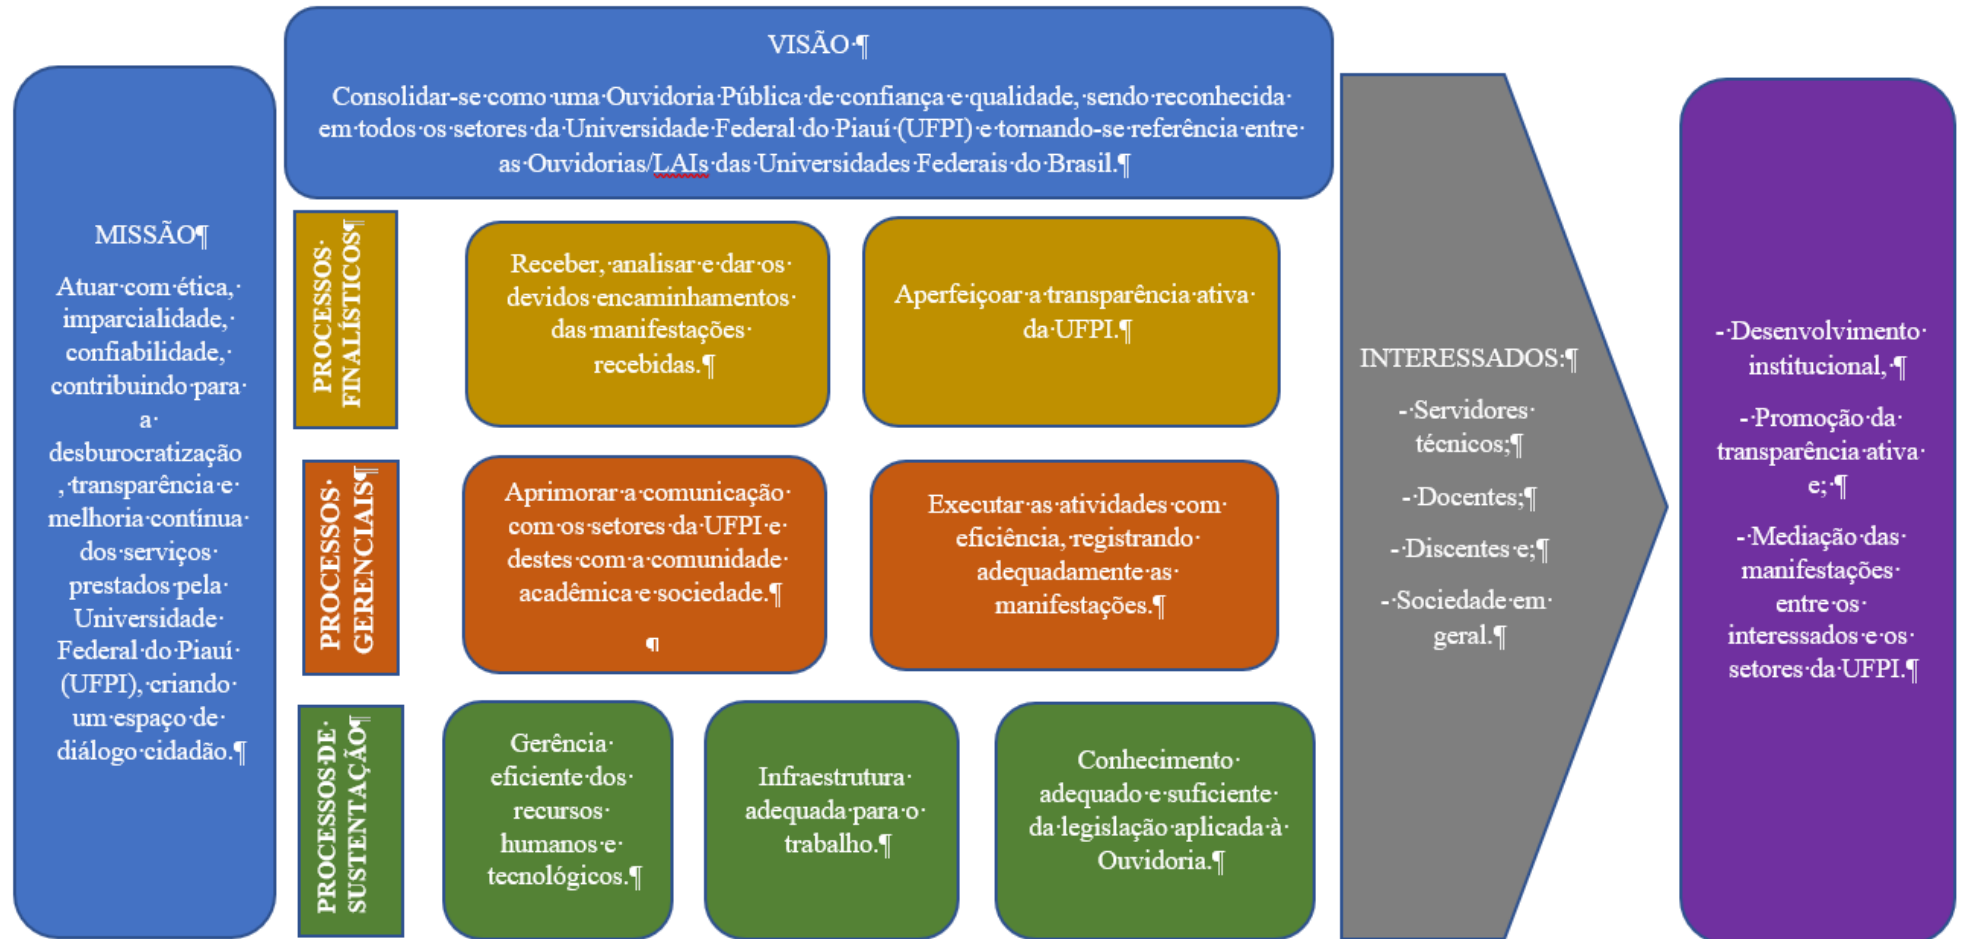 VISÃO
Consolidar-se como uma Ouvidoria Pública de confiança e qualidade, sendo reconhecida
em todos os setores da Universidade Federal do Piauí (UFPI) e tornando-se referência entre
as Ouvidorias/LAIs das Universidades Federais do Brasil.
MISSÃO
Atuar com ética,
imparcialidade,
confiabilidade,
contribuindo para
a
desburocratização
, transparência e
melhoria contínua
dos serviços
prestados pela
Universidade
Federal do Piauí
(UFPI), criando
um espaço de
diálogo cidadão.
PROCESSOS
FINALÍSTICOS
Receber, analisar e dar os
devidos encaminhamentos
das manifestações
recebidas.
Aperfeiçoar a transparência ativa
da UFPI.
PROCESSOS
GERENCIAIS
Aprimorar a comunicação
com os setores da UFPI e
destes com a comunidade
acadêmica e sociedade.
Executar as atividades com
eficiência, registrando
adequadamente as
manifestações.
PROCESSOS DE
SUSTENTAÇÃO
Gerência
eficiente dos
recursos
humanos e
tecnológicos.
Infraestrutura
adequada para o
trabalho.
Conhecimento
adequado e suficiente
da legislação aplicada à
Ouvidoria.
INTERESSADOS:
- Servidores
técnicos;
- Docentes;
- Discentes e;
- Sociedade em
geral.
- Desenvolvimento
institucional,
- Promoção da
transparência ativa
e;
- Mediação das
manifestações
entre os
interessados e os
setores da UFPI.